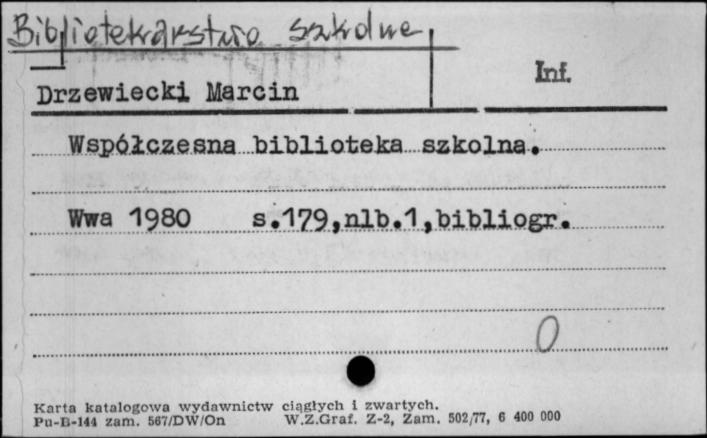 Bibliotekarstwo szkolne
Inf.
Drzewiecki Marcin
Współczesna biblioteka szkolna.
Wwa 1980 s.179,nlb.1,bibliogr.
0
Karta katalogowa wydawnictw ciągłych i zwartych.
Pu-B-144 zam. 567/DW/On W.Z.Graf. Z-2, Zam. 502/77, 6 400 000